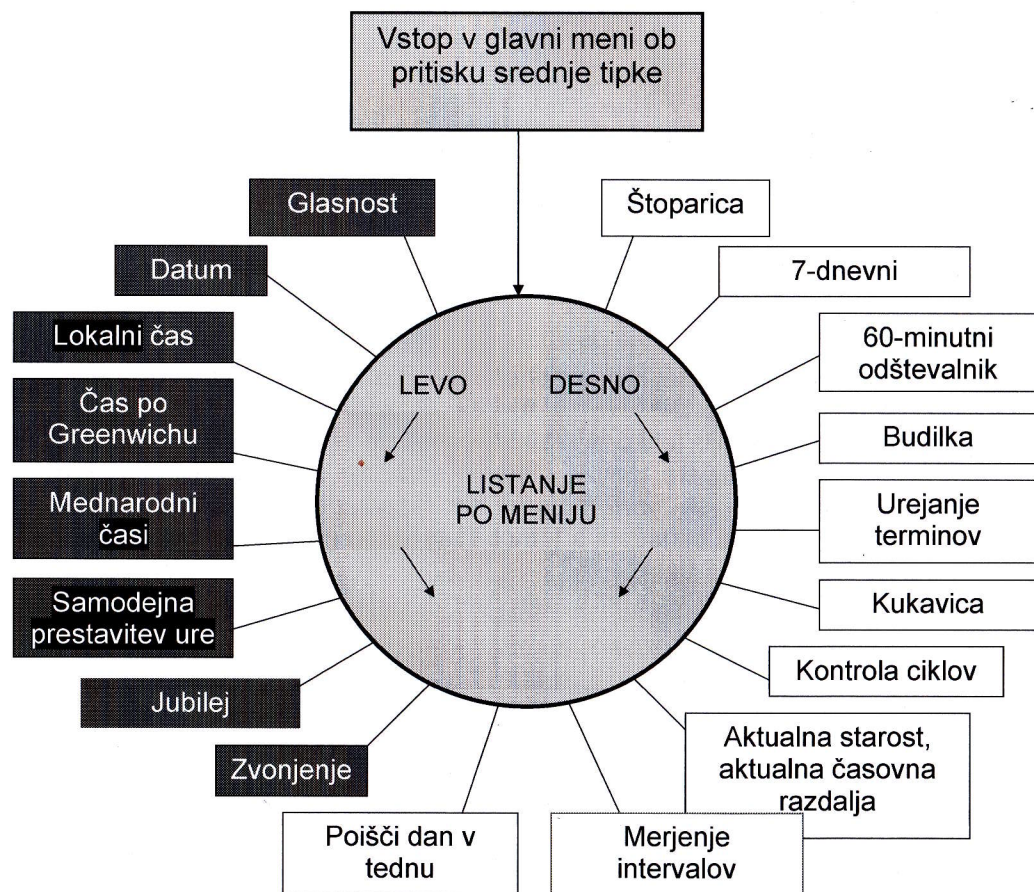 Vstop v glavni meni ob
pritisku srednje tipke
Glasnost
Štoparica
Datum
7-dnevni
Lokalni čas
60-minutni
odštevalnik
LEVO
DESNO
Čas po
Greenwichu
Budilka
LISTANJE
PO MENIJU
Mednarodni
časi
Urejanje
terminov
Samodejna
prestavitev ure
Kukavica
Jubilej
Kontrola ciklov
Zvonjenje
Aktualna starost,
aktualna časovna
razdalja
Poišči dan v
tednu
Merjenje
intervalov